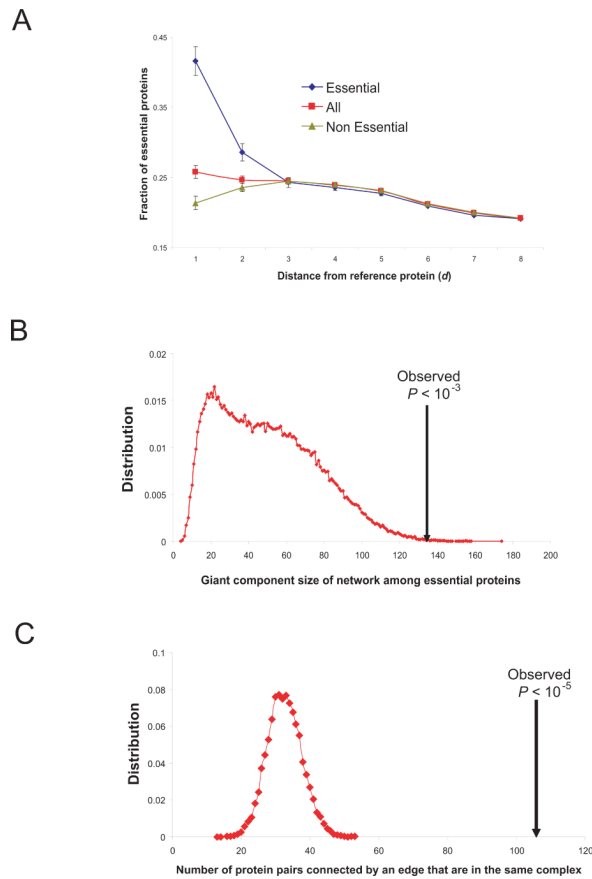 A
0.45
0.35
0.25
0.15
Fraction of essential proteins
Essential
All
Non Essential
1 2 3 4 5 6 7 8
Distance from reference protein (d)
B
0.02
0.015
0.01
0.005
0
Distribution
Observed
P < 10⁻³
0 20 40 60 80 100 120 140 160 180 200
Giant component size of network among essential proteins
C
0.1
0.08
0.06
0.04
0.02
0
Distribution
Observed
P < 10⁻⁵
0 20 40 60 80 100 120
Number of protein pairs connected by an edge that are in the same complex